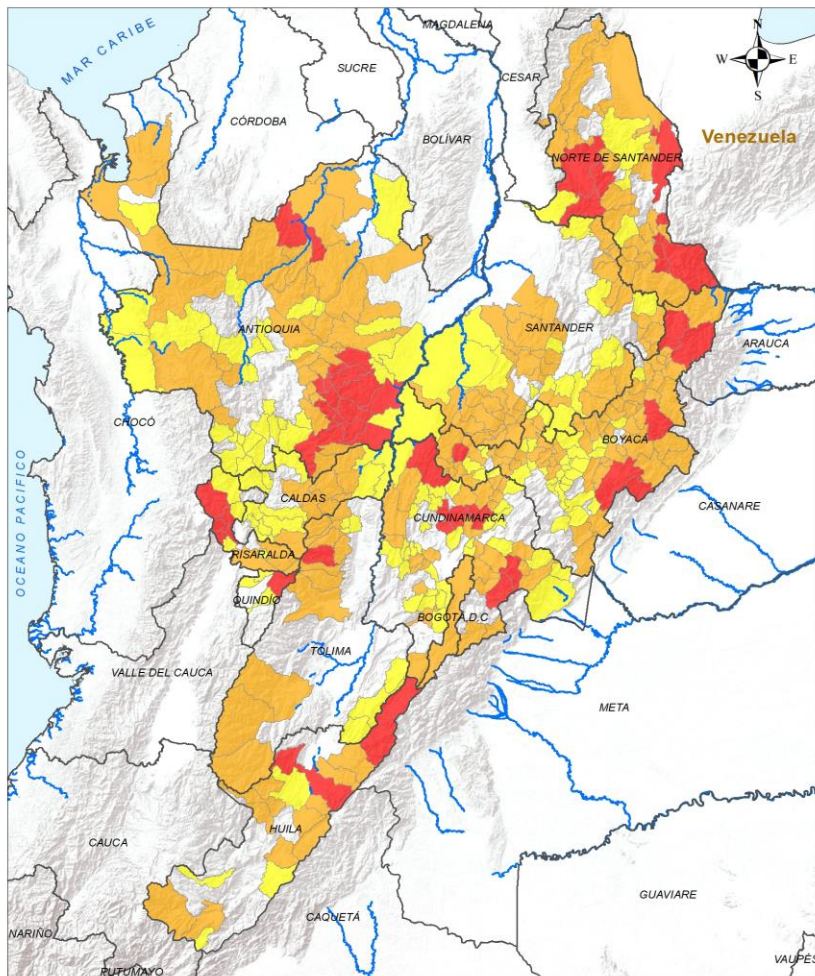 MAGDALENA
MAR CARIBE
SUCRE
CESAR
N
W
E
S
CÓRDOBA
BOLÍVAR
Venezuela
NORTE DE SANTANDER
ANTIOQUIA
SANTANDER
ARAUCA
CHOCÓ
BOYACÁ
CALDAS
CASANARE
CUNDINAMARCA
OCEANO PACIFICO
RISARALDA
QUINDÍO
BOGOTÁ D.C
TOLIMA
VALLE DEL CAUCA
META
HUILA
CAUCA
GUAVIARE
CAQUETÁ
NARIÑO
PUTUMAYO
VAUPÉS